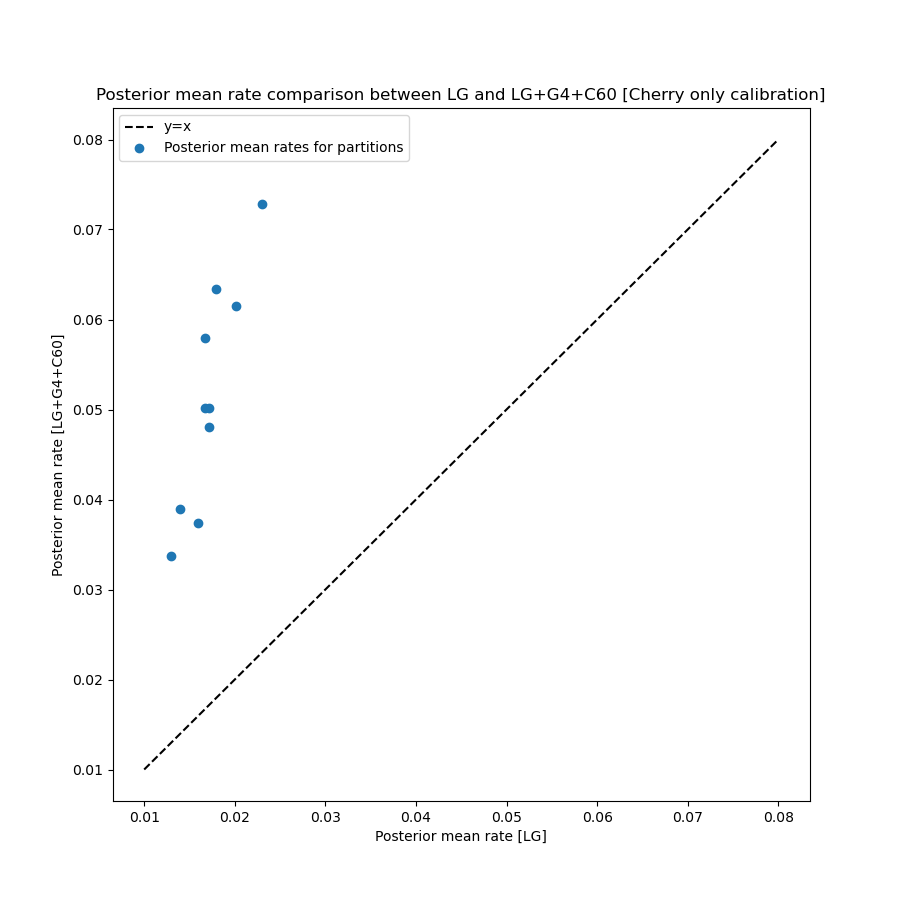 Posterior mean rate comparison between LG and LG+G4+C60 [Cherry only calibration]
y=x
Posterior mean rates for partitions
0.08
0.07
0.06
0.05
0.04
0.03
0.02
0.01
Posterior mean rate [LG+G4+C60]
0.01 0.02 0.03 0.04 0.05 0.06 0.07 0.08
Posterior mean rate [LG]